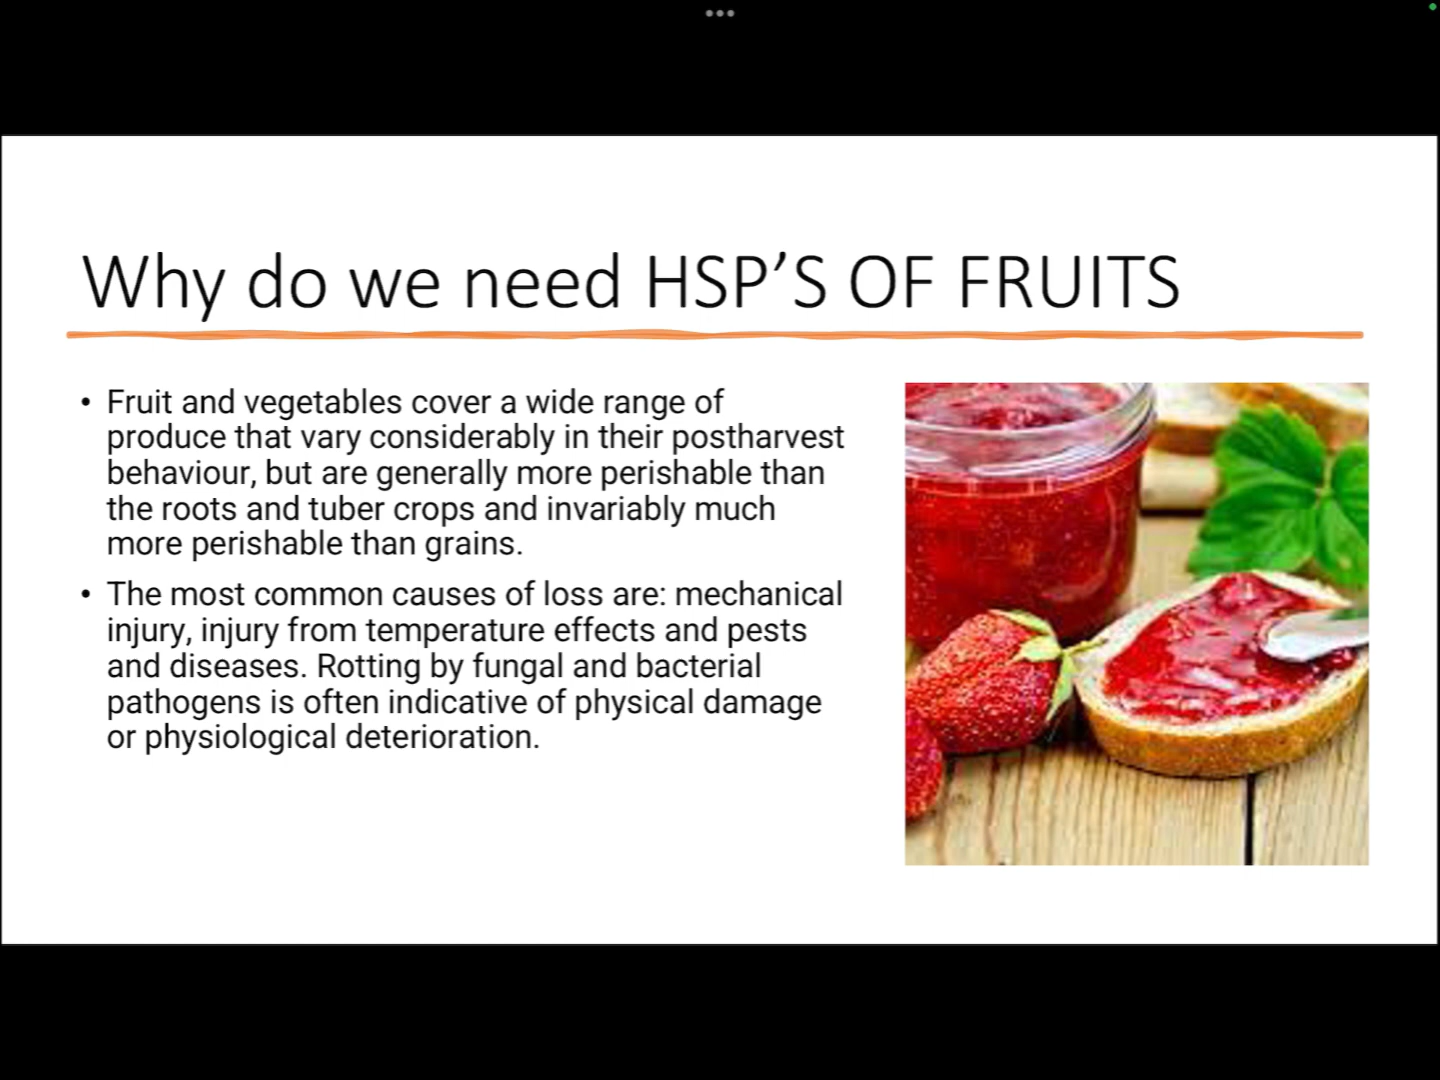 Why do we need HSP’S OF FRUITS
• Fruit and vegetables cover a wide range of
produce that vary considerably in their postharvest
behaviour, but are generally more perishable than
the roots and tuber crops and invariably much
more perishable than grains.
• The most common causes of loss are: mechanical
injury, injury from temperature effects and pests
and diseases. Rotting by fungal and bacterial
pathogens is often indicative of physical damage
or physiological deterioration.